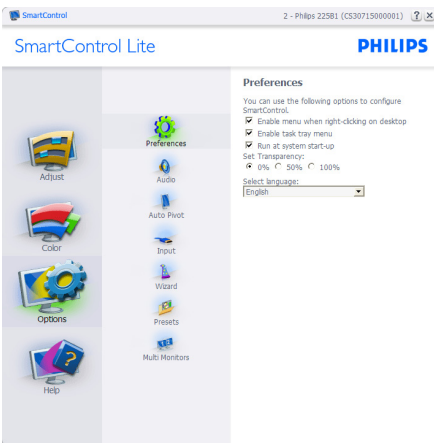 SmartControl
2 - Philips 225B1 (CS30715000001)
SmartControl Lite
PHILIPS
Adjust
Color
Options
Help
Preferences
Audio
Auto Pivot
Input
Wizard
Presets
Multi Monitors
Preferences
You can use the following options to configure
SmartControl.
Enable menu when right-clicking on desktop
Enable task tray menu
Run at system start-up
Set Transparency:
0% 50% 100%
Select language:
English